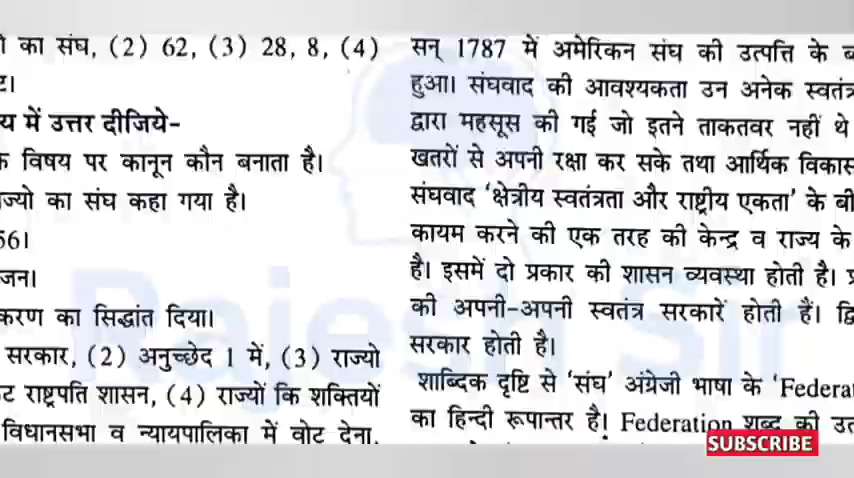 का संघ, (2) 62, (3) 28, 8, (4)
में उत्तर दीजिये-
विषय पर कानून कौन बनाता है।
का संघ कहा गया है।
56।
का सिद्धांत दिया।
सरकार, (2) अनुच्छेद 1 में, (3) राज्यो
राष्ट्रपति शासन, (4) राज्यों कि शक्तियों
विधानसभा व न्यायपालिका में वोट देना,
सन् 1787 में अमेरिकन संघ की उत्पत्ति के
हुआ। संघवाद की आवश्यकता उन अनेक स्वतंत्र
द्वारा महसूस की गई जो इतने ताकतवर नहीं थे
खतरों से अपनी रक्षा कर सके तथा आर्थिक विकास
संघवाद ‘क्षेत्रीय स्वतंत्रता और राष्ट्रीय एकता’ के
कायम करने की एक तरह की केन्द्र व राज्य के
है। इसमें दो प्रकार की शासन व्यवस्था होती है।
की अपनी-अपनी स्वतंत्र सरकारें होती हैं।
सरकार होती है।
शाब्दिक दृष्टि से ‘संघ’ अंग्रेजी भाषा के
का हिन्दी रूपान्तर है। Federation शब्द की
Rajesh Sir
SUBSCRIBE